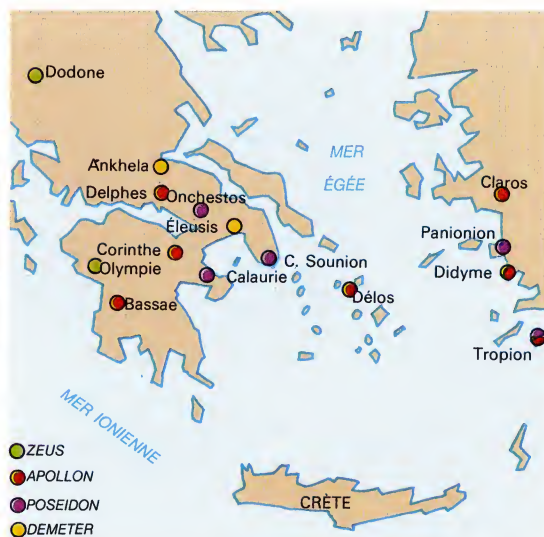 Dodone
MER
ÉGÉE
Ankhela
Delphes
Onchestos
Claros
Éleusis
Panionion
Corinthe
C. Sounion
Olympie
Calaurie
Didyme
Délos
Bassae
Tropion
MER IONIENNE
ZEUS
APOLLON
CRÈTE
POSEIDON
DEMETER